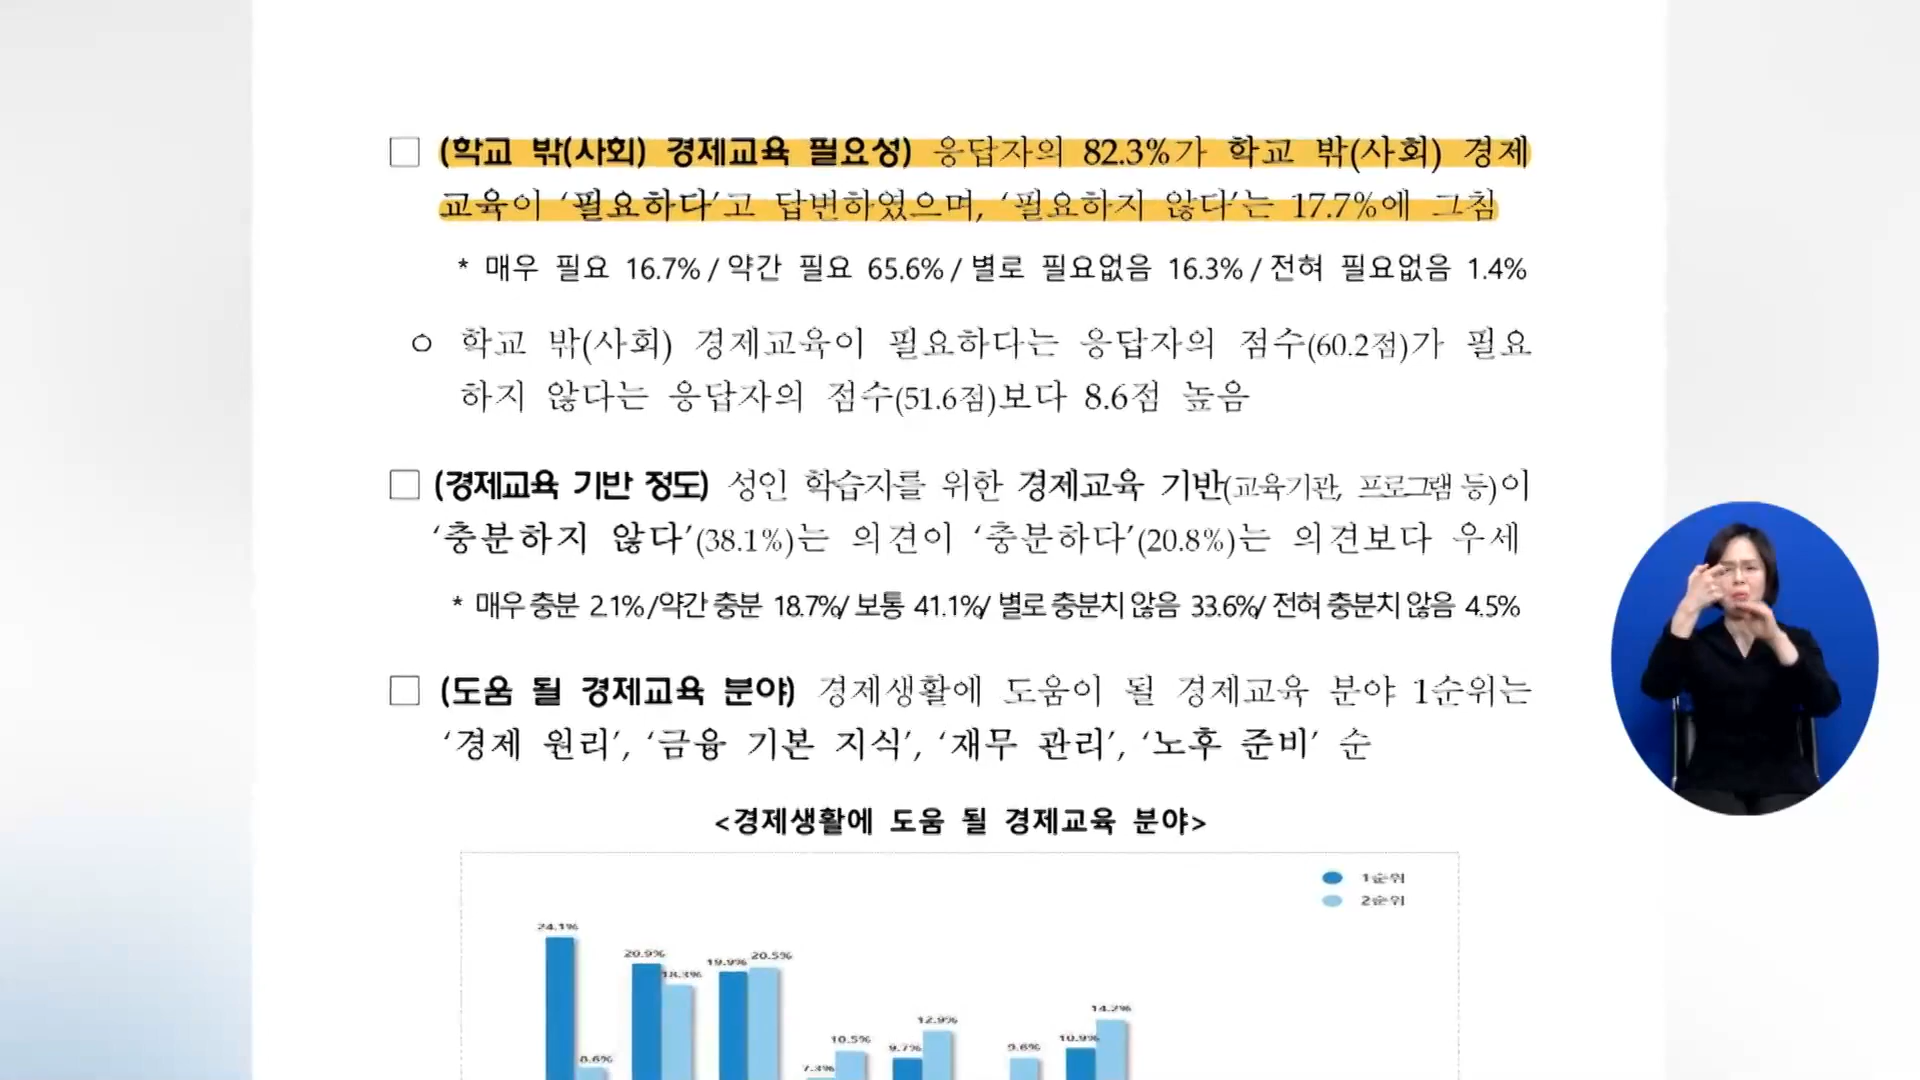 □ (학교 밖(사회) 경제교육 필요성) 응답자의 82.3%가 학교 밖(사회) 경제
교육이 ‘필요하다’고 답변하였으며, ‘필요하지 않다’는 17.7%에 그침
* 매우 필요 16.7% / 약간 필요 65.6% / 별로 필요없음 16.3% / 전혀 필요없음 1.4%
ㅇ 학교 밖(사회) 경제교육이 필요하다는 응답자의 점수(60.2점)가 필요
하지 않다는 응답자의 점수(51.6점)보다 8.6점 높음
□ (경제교육 기반 정도) 성인 학습자를 위한 경제교육 기반(교육기관, 프로그램 등)이
‘충분하지 않다’(38.1%)는 의견이 ‘충분하다’(20.8%)는 의견보다 우세
* 매우 충분 2.1% / 약간 충분 18.7% / 보통 41.1% / 별로 충분치 않음 33.6% / 전혀 충분치 않음 4.5%
□ (도움 될 경제교육 분야) 경제생활에 도움이 될 경제교육 분야 1순위는
‘경제 원리’, ‘금융 기본 지식’, ‘재무 관리’, ‘노후 준비’ 순
<경제생활에 도움 될 경제교육 분야>
1순위
2순위
24.1%
8.6%
20.9%
18.3%
19.9%
20.5%
7.3%
10.5%
9.7%
12.9%
9.6%
10.9%
14.2%